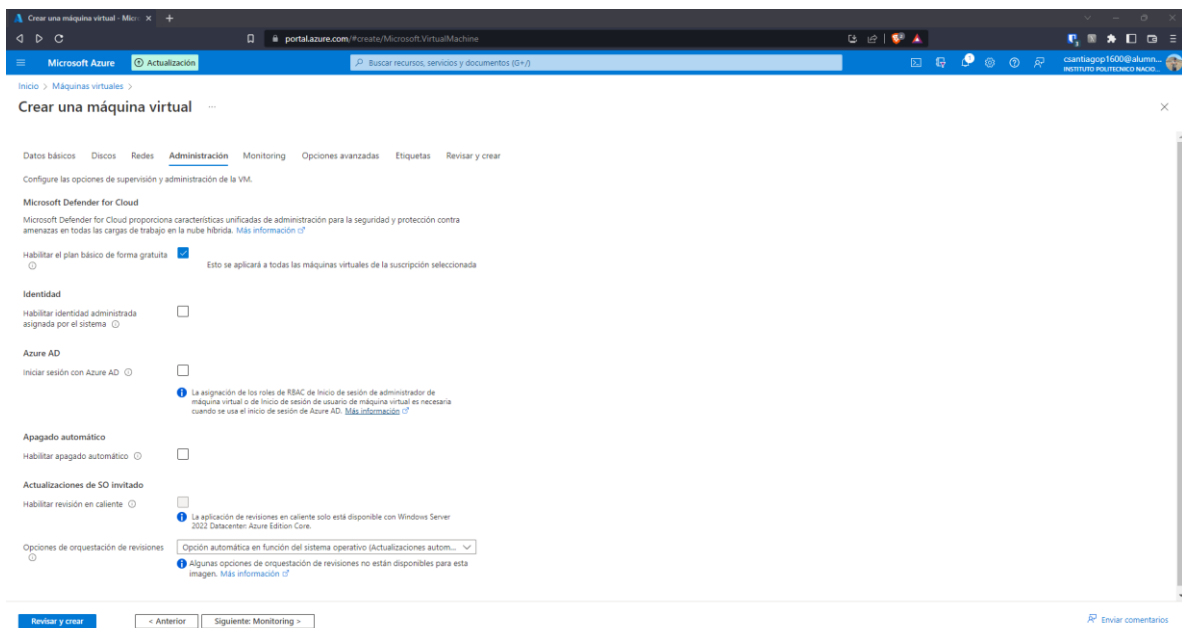 Crear una máquina virtual - Micr
portal.azure.com/#create/Microsoft.VirtualMachine
Microsoft Azure
Actualización
Buscar recursos, servicios y documentos (G+/)
csantiagop1600@alumn...
INSTITUTO POLITECNICO NACIO...
Inicio > Máquinas virtuales >
Crear una máquina virtual ...
Datos básicos Discos Redes Administración Monitoring Opciones avanzadas Etiquetas Revisar y crear
Configure las opciones de supervisión y administración de la VM.
Microsoft Defender for Cloud
Microsoft Defender for Cloud proporciona características unificadas de administración para la seguridad y protección contra
amenazas en todas las cargas de trabajo en la nube híbrida. Más información
Habilitar el plan básico de forma gratuita
Esto se aplicará a todas las máquinas virtuales de la suscripción seleccionada
Identidad
Habilitar identidad administrada
asignada por el sistema
Azure AD
Iniciar sesión con Azure AD
La asignación de los roles de RBAC de Inicio de sesión de administrador de
máquina virtual o de Inicio de sesión de usuario de máquina virtual es necesaria
cuando se usa el inicio de sesión de Azure AD. Más información
Apagado automático
Habilitar apagado automático
Actualizaciones de SO invitado
Habilitar revisión en caliente
La aplicación de revisiones en caliente solo está disponible con Windows Server
2022 Datacenter: Azure Edition Core.
Opciones de orquestación de revisiones
Opción automática en función del sistema operativo (Actualizaciones autom...
Algunas opciones de orquestación de revisiones no están disponibles para esta
imagen. Más información
Revisar y crear
< Anterior
Siguiente: Monitoring >
Enviar comentarios